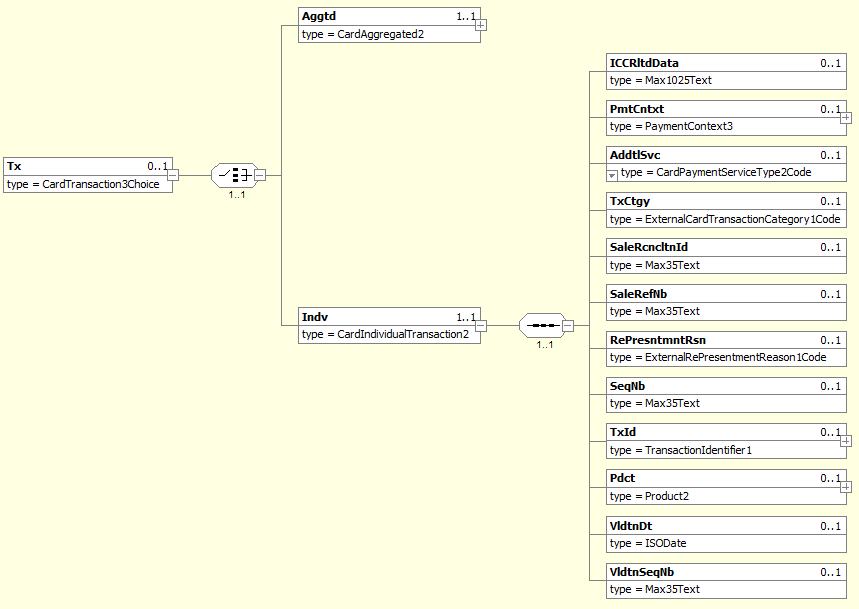 Aggtd 1..1
type = CardAggregated2
ICCRltdData 0..1
type = Max1025Text
PmtCntxt 0..1
type = PaymentContext3
AddtlSvc 0..1
type = CardPaymentServiceType2Code
Tx 0..1
type = CardTransaction3Choice
1..1
TxCtgy 0..1
type = ExternalCardTransactionCategory1Code
SaleRcncltnId 0..1
type = Max35Text
SaleRefNb 0..1
type = Max35Text
Indv 1..1
type = CardIndividualTransaction2
1..1
RePresntmntRsn 0..1
type = ExternalRePresentmentReason1Code
SeqNb 0..1
type = Max35Text
TxId 0..1
type = TransactionIdentifier1
Pdct 0..1
type = Product2
VldtnDt 0..1
type = ISODate
VldtnSeqNb 0..1
type = Max35Text